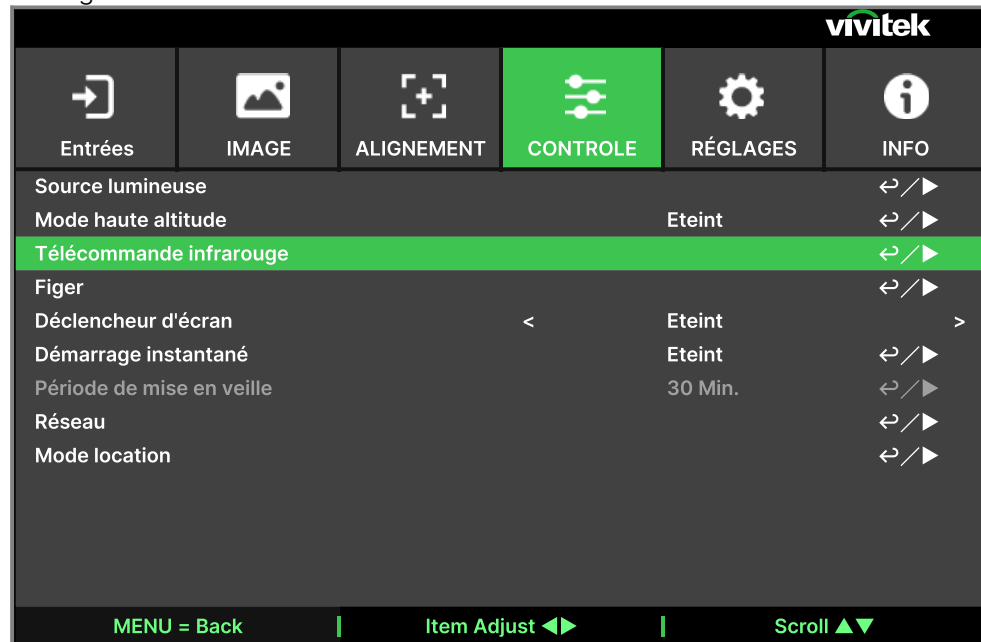 vivitek
Entrées IMAGE ALIGNEMENT CONTROLE RÉGLAGES INFO
Source lumineuse
Mode haute altitude Eteint
Télécommande infrarouge
Figer
Déclencheur d'écran < Eteint >
Démarrage instantané Eteint
Période de mise en veille 30 Min.
Réseau
Mode location
MENU = Back Item Adjust ◀▶ Scroll ▲▼